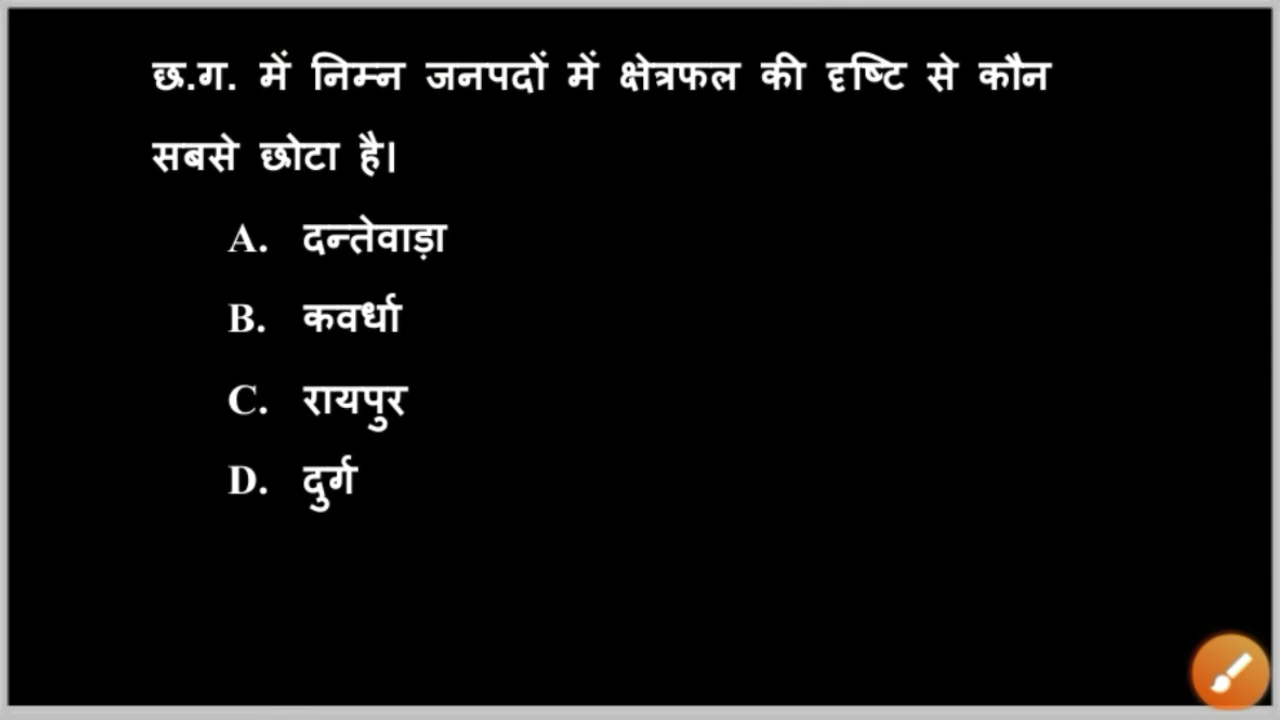 छ.ग. में निम्न जनपदों में क्षेत्रफल की दृष्टि से कौन
सबसे छोटा है।
A. दन्तेवाड़ा
B. कवर्धा
C. रायपुर
D. दुर्ग